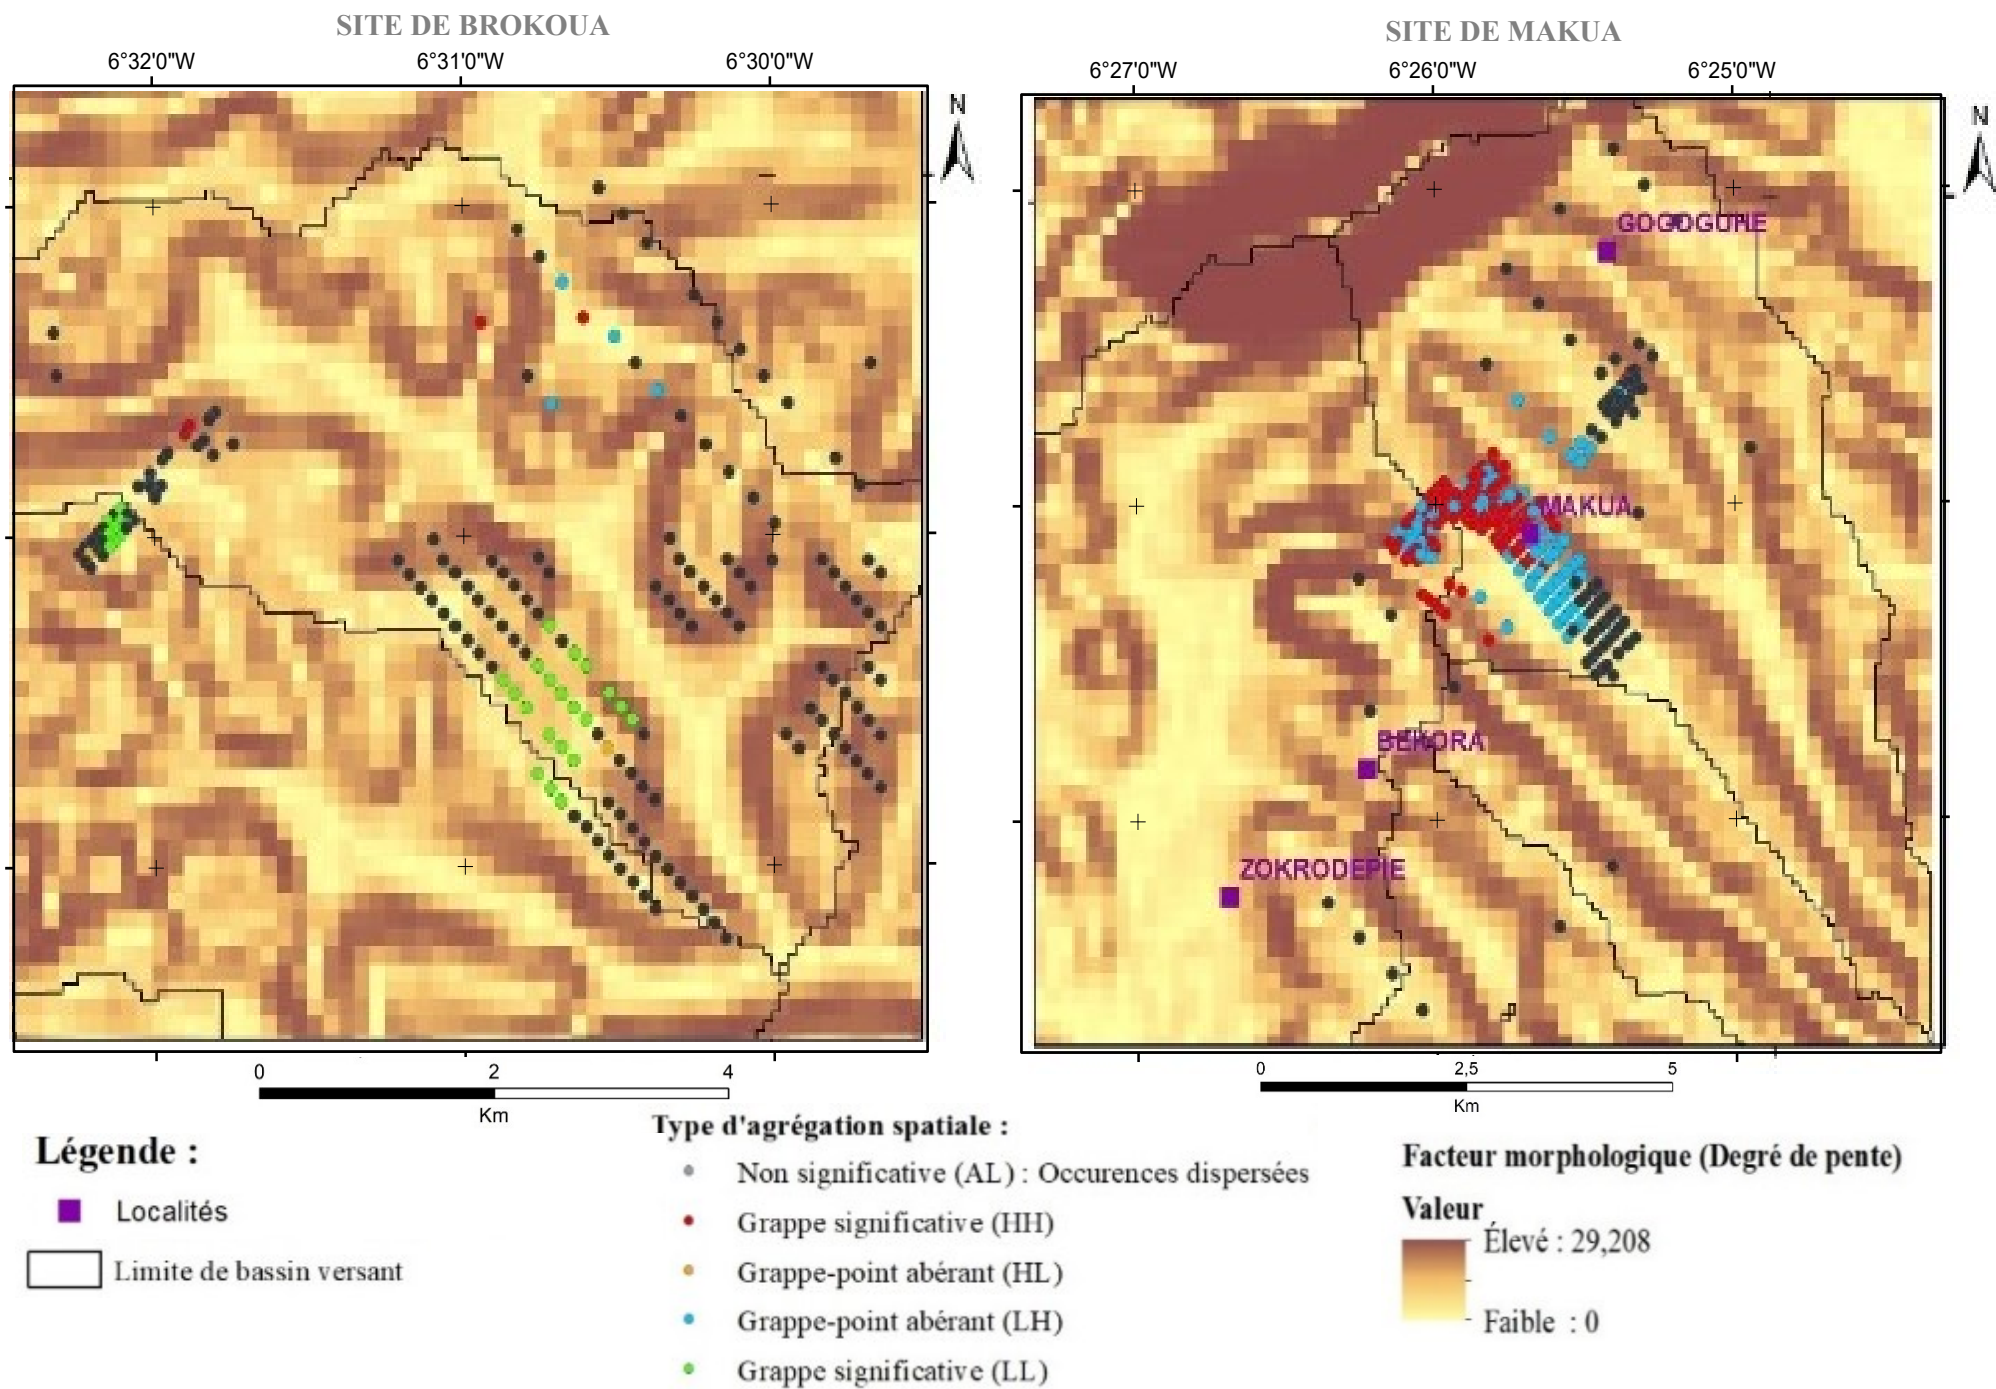 SITE DE BROKOUA
SITE DE MAKUA
6°32'0"W 6°31'0"W 6°30'0"W
6°27'0"W 6°26'0"W 6°25'0"W
N
N
GOGOGUHE
MAKUA
BEKORA
ZOKRODEPIE
0 2 4
Km
0 2,5 5
Km
Légende :
Localités
Limite de bassin versant
Type d'agrégation spatiale :
Non significative (AL) : Occurences dispersées
Grappe significative (HH)
Grappe-point abérant (HL)
Grappe-point abérant (LH)
Grappe significative (LL)
Facteur morphologique (Degré de pente)
Valeur
Élevé : 29,208
Faible : 0